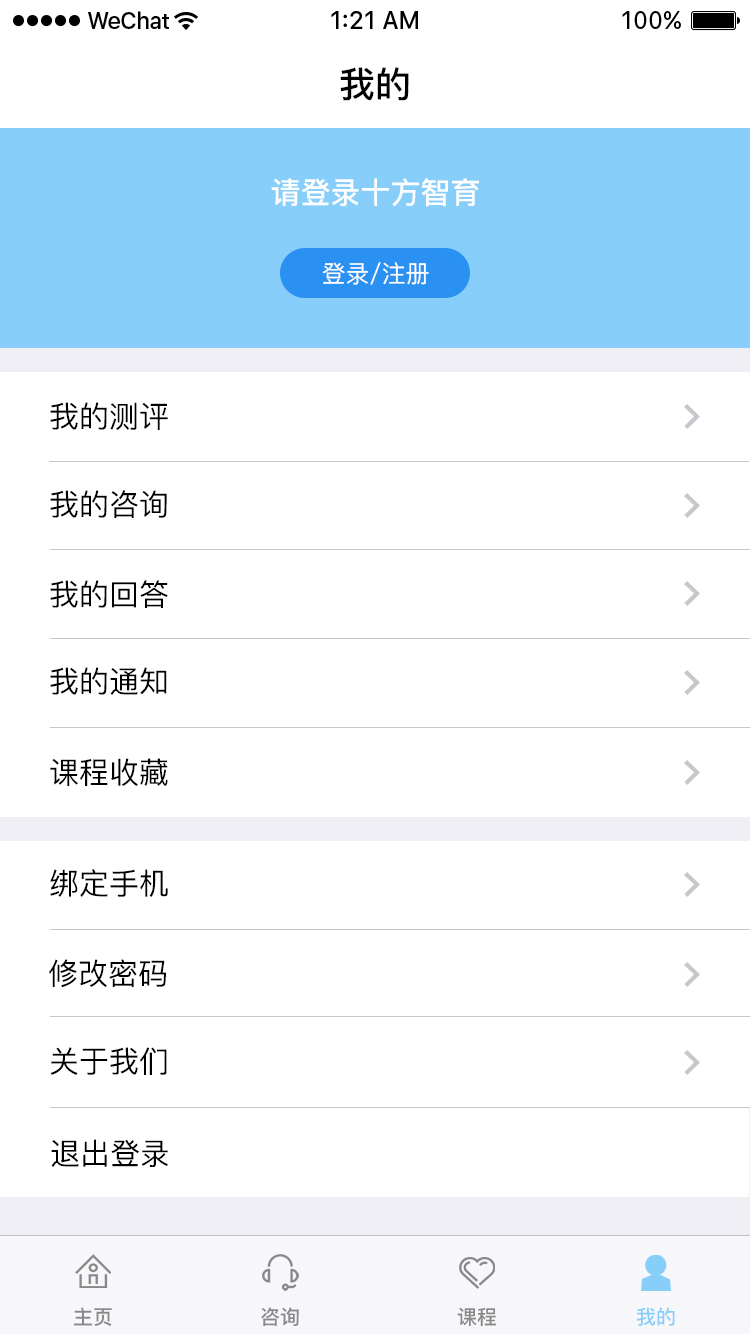 WeChat 1:21 AM 100%
我的
请登录十方智育
登录/注册
我的测评
我的咨询
我的回答
我的通知
课程收藏
绑定手机
修改密码
关于我们
退出登录
主页 咨询 课程 我的